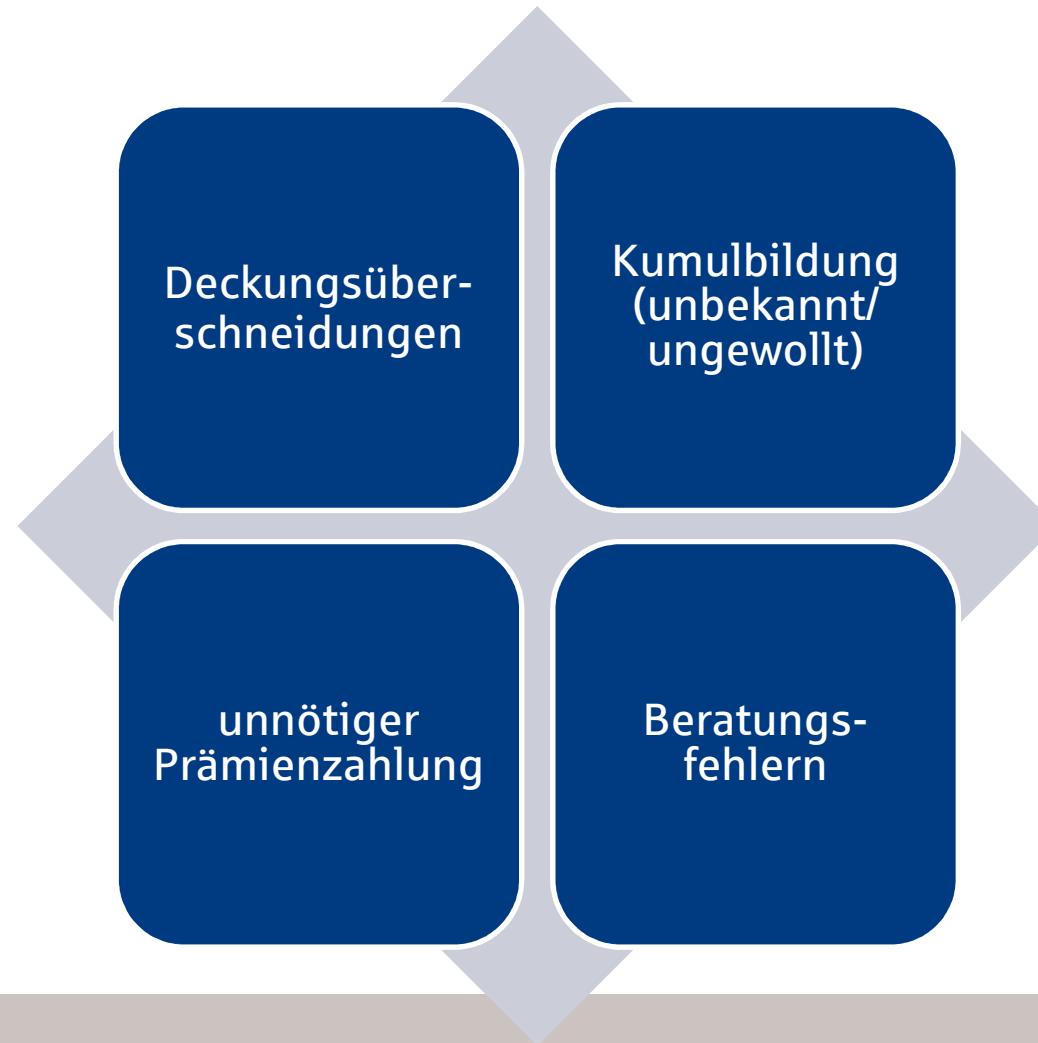 Deckungsüber-
schneidungen
Kumulbildung
(unbekannt/
ungewollt)
unnötiger
Prämienzahlung
Beratungs-
fehlern